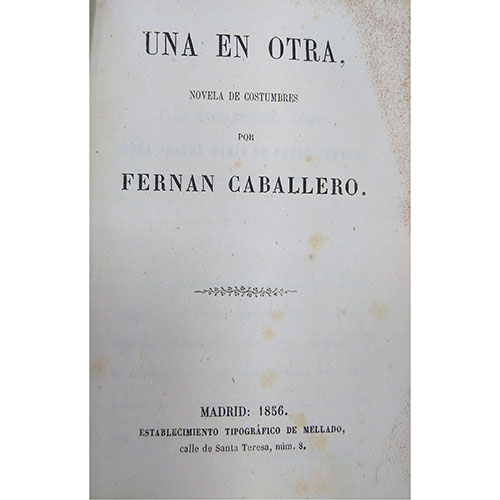 UNA EN OTRA,
NOVELA DE COSTUMBRES
POR
FERNAN CABALLERO.
MADRID: 1856.
ESTABLECIMIENTO TIPOGRÁFICO DE MELLADO,
calle de Santa Teresa, núm. 8.